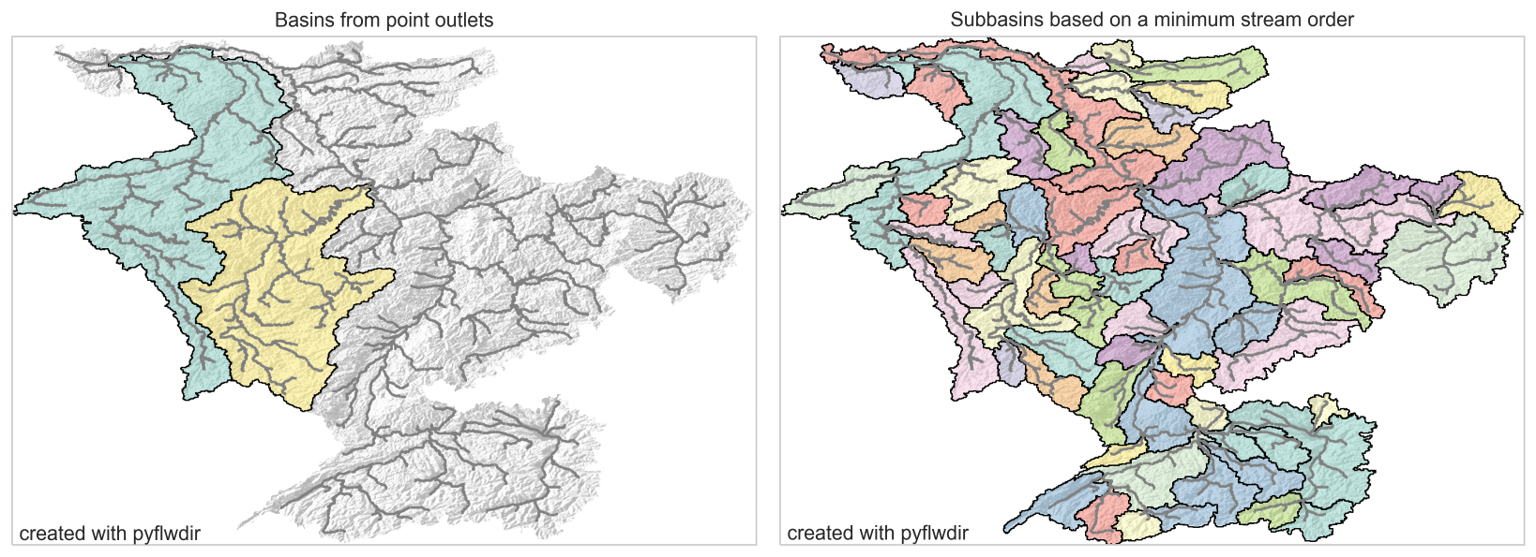 Basins from point outlets
Subbasins based on a minimum stream order
created with pyflwdir
created with pyflwdir